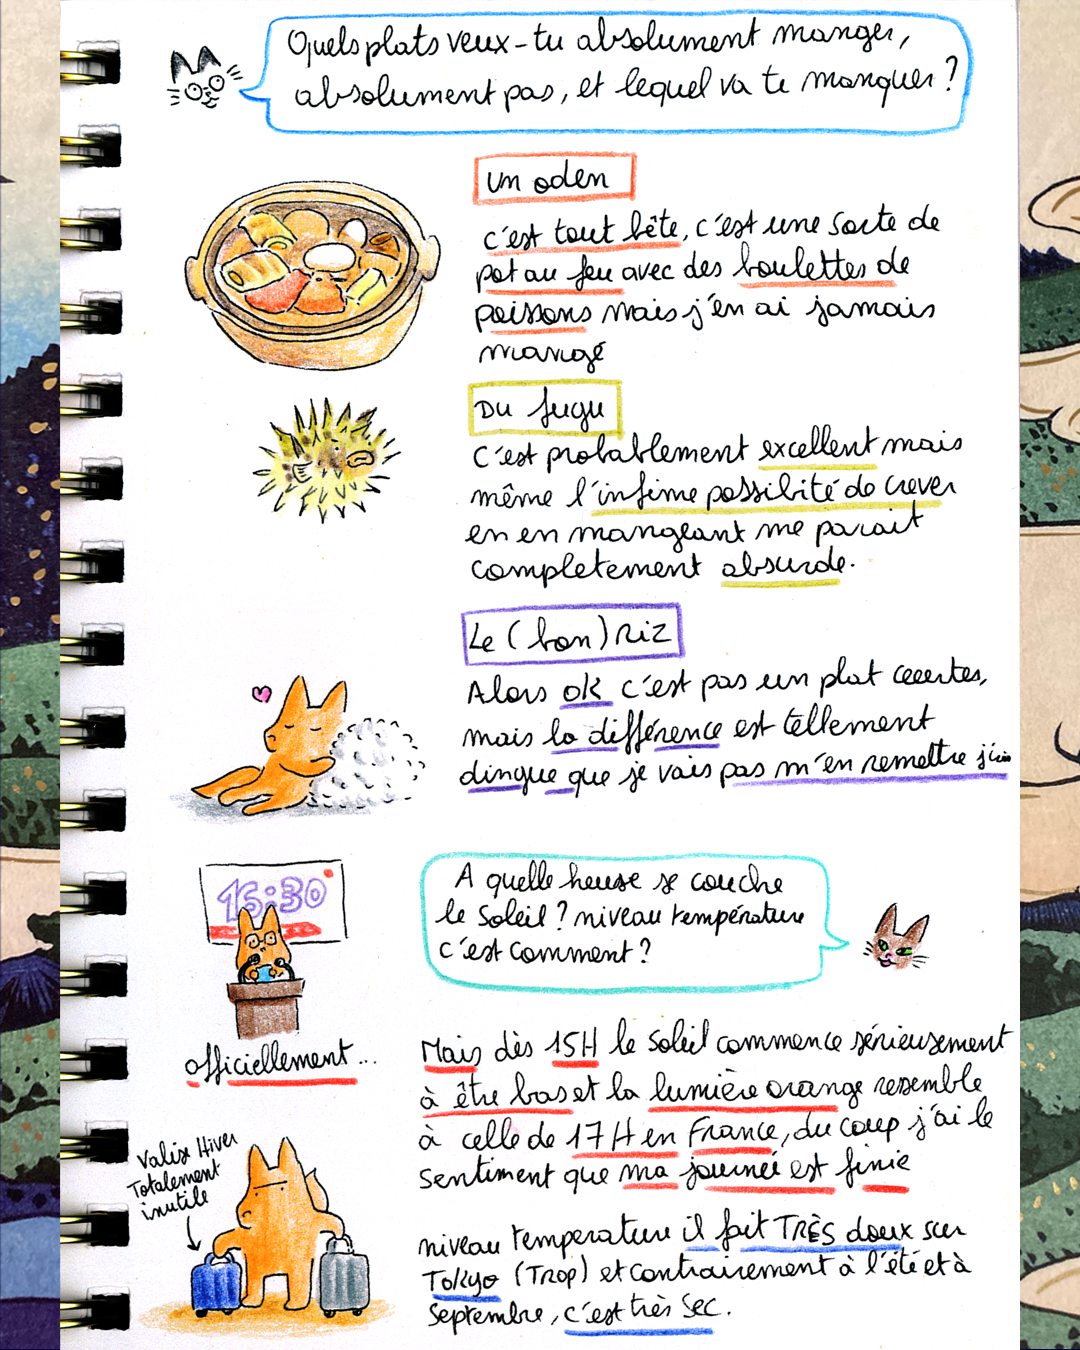 Quels plats veux-tu absolument manger,
absolument pas, et lequel va te manquer ?
Un oden
c'est tout bête, c'est une sorte de
pot au feu avec des boulettes de
poissons mais j'en ai jamais
mangé
Du fugu
C'est probablement excellent mais
même l'infime possibité de crever
en en mangeant me parait
completement absurde.
Le (bon) Riz
Alors ok c'est pas un plat ceeertes,
mais la différence est tellement
dingue que je vais pas m'en remettre
A quelle heure se couche
le Soleil ? niveau température
c'est comment ?
16:30
officiellement...
Mais dès 15H le Soleil commence sérieusement
à être bas et la lumière orange ressemble
à celle de 17H en France, du coup j'ai le
sentiment que ma journée est finie
Valise Hiver
Totalement
inutile
niveau temperature il fait TRÈS doux sur
Tokyo (Trop) et contrairement à l'été et à
Septembre, c'est très sec.